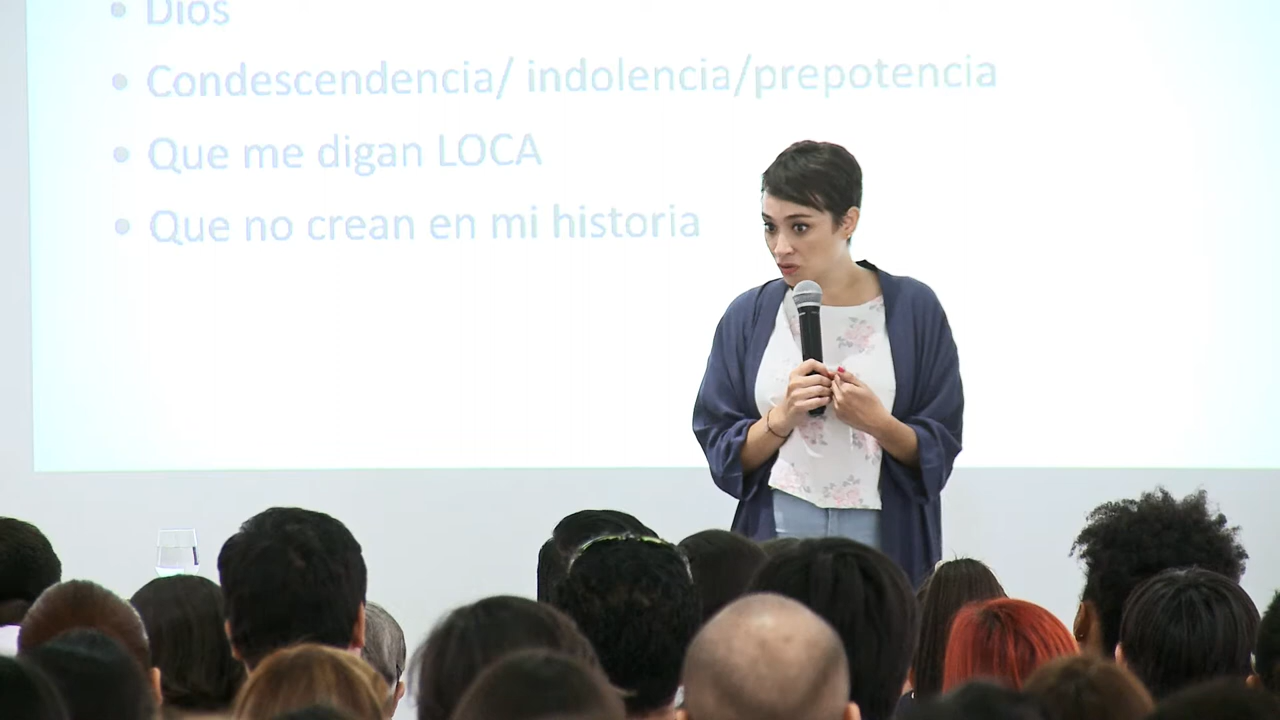 • Dios
• Condescendencia/ indolencia/prepotencia
• Que me digan LOCA
• Que no crean en mi historia